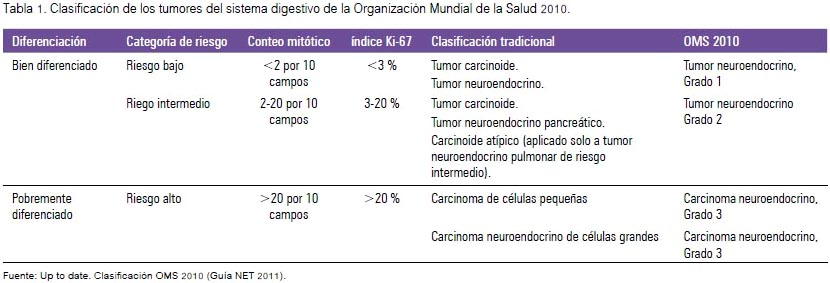 Tabla 1. Clasificación de los tumores del sistema digestivo de la Organización Mundial de la Salud 2010.
Diferenciación Categoría de riesgo Conteo mitótico índice Ki-67 Clasificación tradicional OMS 2010
Bien diferenciado Riesgo bajo <2 por 10 <3 % Tumor carcinoide. Tumor neuroendocrino,
campos Tumor neuroendocrino. Grado 1
Riego intermedio 2-20 por 10 3-20 % Tumor carcinoide. Tumor neuroendocrino
campos Tumor neuroendocrino pancreático. Grado 2
Carcinoide atípico (aplicado solo a tumor
neuroendocrino pulmonar de riesgo
intermedio).
Pobremente Riesgo alto >20 por 10 >20 % Carcinoma de células pequeñas Carcinoma neuroendocrino,
diferenciado campos Grado 3
Carcinoma neuroendocrino de células grandes Carcinoma neuroendocrino,
Grado 3
Fuente: Up to date. Clasificación OMS 2010 (Guía NET 2011).